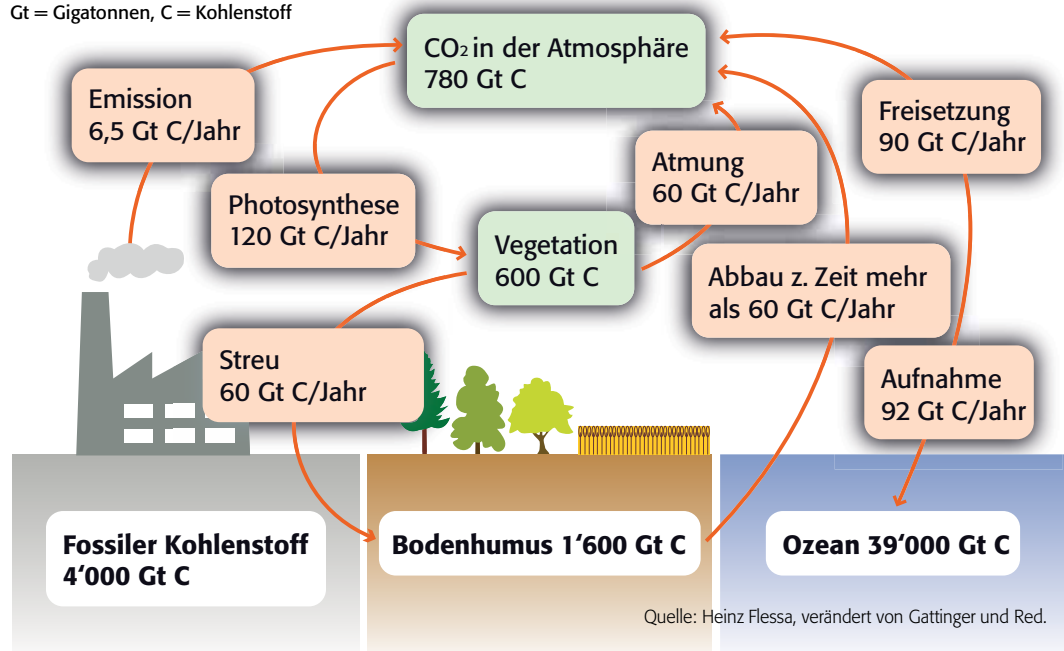 Gt = Gigatonnen, C = Kohlenstoff
CO₂ in der Atmosphäre
780 Gt C
Emission
6,5 Gt C/Jahr
Freisetzung
90 Gt C/Jahr
Atmung
60 Gt C/Jahr
Photosynthese
120 Gt C/Jahr
Vegetation
600 Gt C
Abbau z. Zeit mehr
als 60 Gt C/Jahr
Streu
60 Gt C/Jahr
Aufnahme
92 Gt C/Jahr
Fossiler Kohlenstoff
4‘000 Gt C
Bodenhumus 1‘600 Gt C
Ozean 39‘000 Gt C
Quelle: Heinz Flessa, verändert von Gattinger und Red.